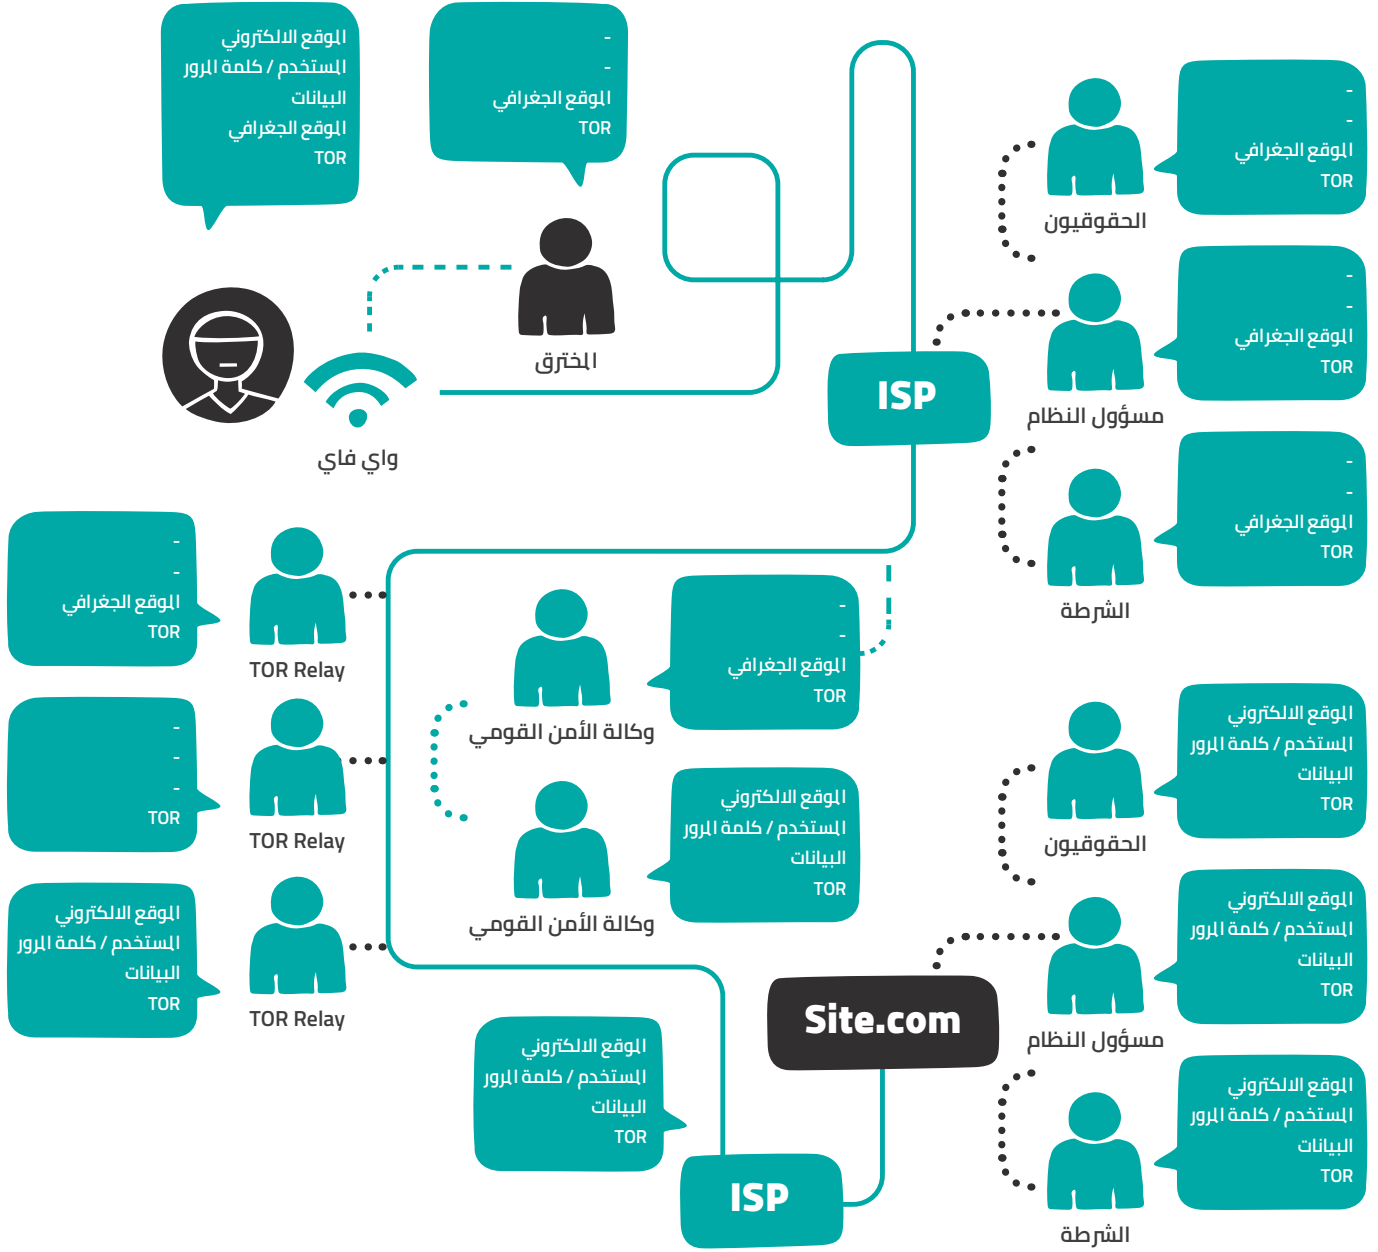 الموقع الالكتروني
المستخدم / كلمة المرور
البيانات
الموقع الجغرافي
TOR
-
-
الموقع الجغرافي
TOR
المخترق
واي فاي
ISP
-
-
الموقع الجغرافي
TOR
الحقوقيون
-
-
الموقع الجغرافي
TOR
مسؤول النظام
-
-
الموقع الجغرافي
TOR
الشرطة
-
-
الموقع الجغرافي
TOR
TOR Relay
-
-
-
TOR
TOR Relay
الموقع الالكتروني
المستخدم / كلمة المرور
البيانات
TOR
TOR Relay
-
-
الموقع الجغرافي
TOR
وكالة الأمن القومي
الموقع الالكتروني
المستخدم / كلمة المرور
البيانات
TOR
وكالة الأمن القومي
الموقع الالكتروني
المستخدم / كلمة المرور
البيانات
TOR
ISP
Site.com
الموقع الالكتروني
المستخدم / كلمة المرور
البيانات
TOR
الحقوقيون
الموقع الالكتروني
المستخدم / كلمة المرور
البيانات
TOR
مسؤول النظام
الموقع الالكتروني
المستخدم / كلمة المرور
البيانات
TOR
الشرطة